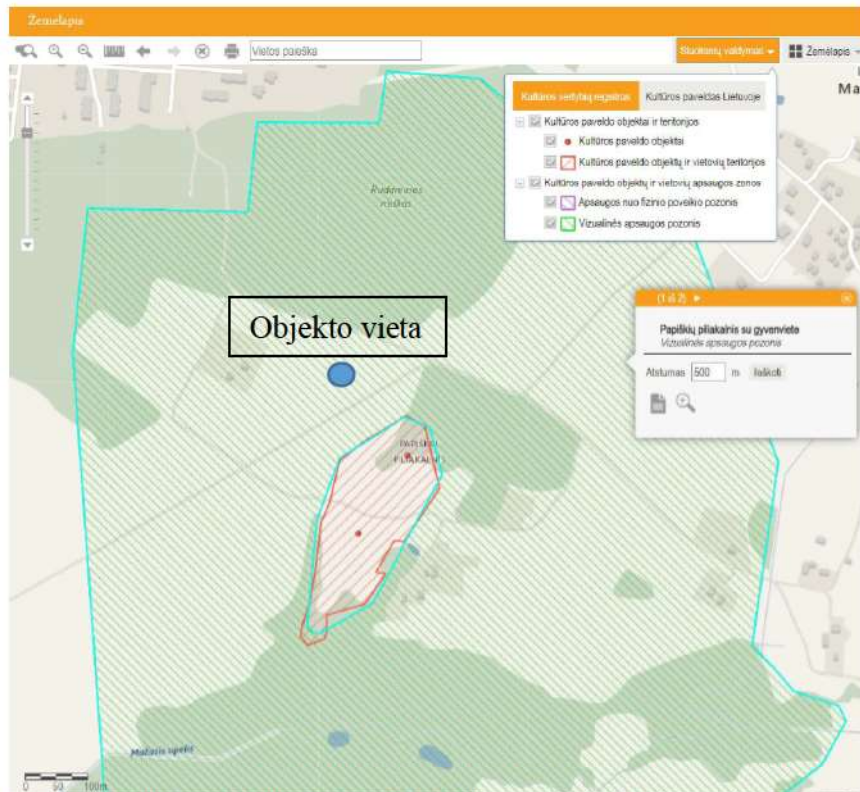 Žemėlapis
Vietos paieška
Sluoksnių valdymas
Žemėlapis
Ma
Kultūros vertybių registras
Kultūros paveldas Lietuvoje
Kultūros paveldo objektai ir teritorijos
Kultūros paveldo objektai
Kultūros paveldo objektų ir vietovių teritorijos
Kultūros paveldo objektų ir vietovių apsaugos zonos
Apsaugos nuo fizinio poveikio pozonis
Vizualinės apsaugos pozonis
miškas
Objekto vieta
(1 iš 2)
Papiškių piliakalnis su gyvenviete
Vizualinės apsaugos pozonis
Atstumas 500 m Ieškoti
upelis
0 50 100m